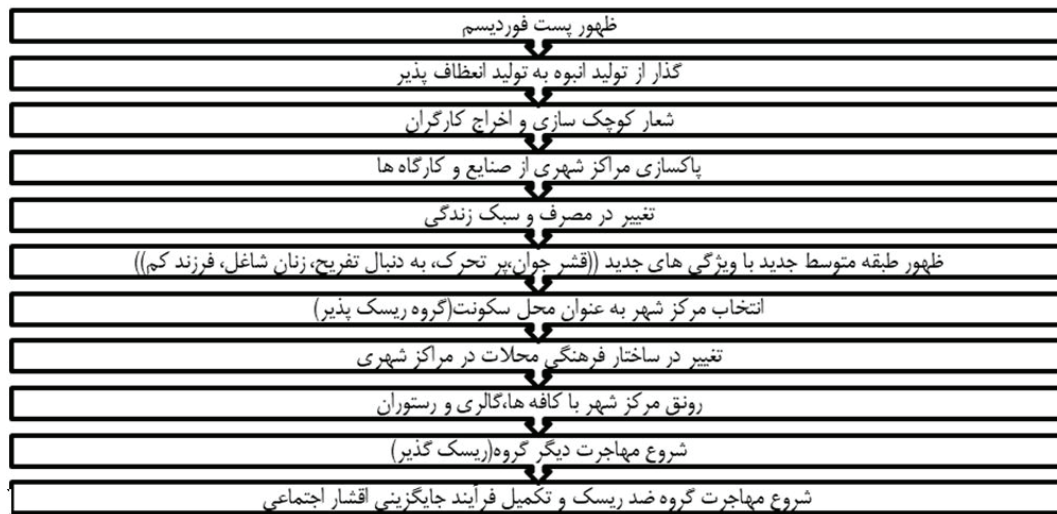 ظهور پست فوردیسم
گذار از تولید انبوه به تولید انعطاف پذیر
شعار کوچک سازی و اخراج کارگران
پاکسازی مراکز شهری از صنایع و کارگاه ها
تغییر در مصرف و سبک زندگی
ظهور طبقه متوسط جدید با ویژگی های جدید ((قشر جوان،پر تحرک، به دنبال تفریح، زنان شاغل، فرزند کم))
انتخاب مرکز شهر به عنوان محل سکونت(گروه ریسک پذیر)
تغییر در ساختار فرهنگی محلات در مراکز شهری
رونق مرکز شهر با کافه ها،گالری و رستوران
شروع مهاجرت دیگر گروه(ریسک گذیر)
شروع مهاجرت گروه ضد ریسک و تکمیل فرآیند جایگزینی اقشار اجتماعی